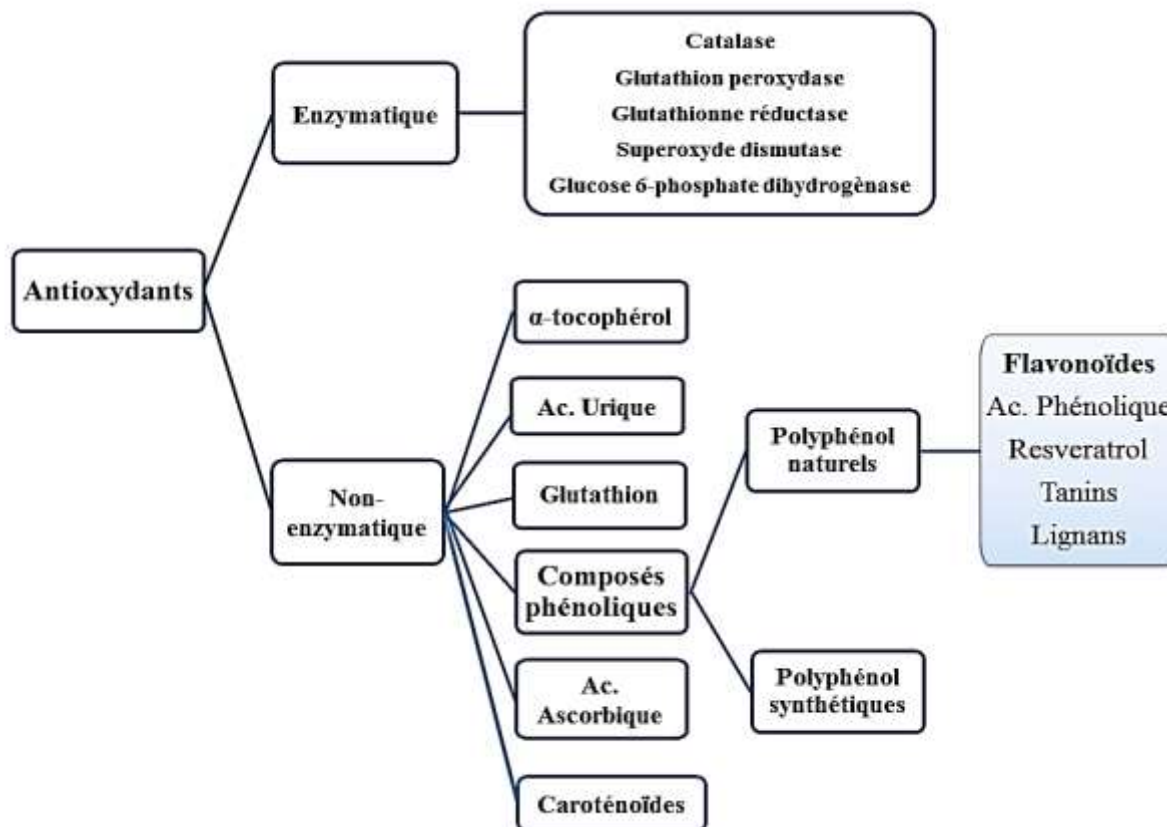 Antioxydants
Enzymatique
Catalase
Glutathion peroxydase
Glutathionne réductase
Superoxyde dismutase
Glucose 6-phosphate dihydrogènase
Non-
enzymatique
α-tocophérol
Ac. Urique
Glutathion
Composés
phénoliques
Ac.
Ascorbique
Caroténoïdes
Polyphénol
naturels
Polyphénol
synthétiques
Flavonoïdes
Ac. Phénolique
Resveratrol
Tanins
Lignans